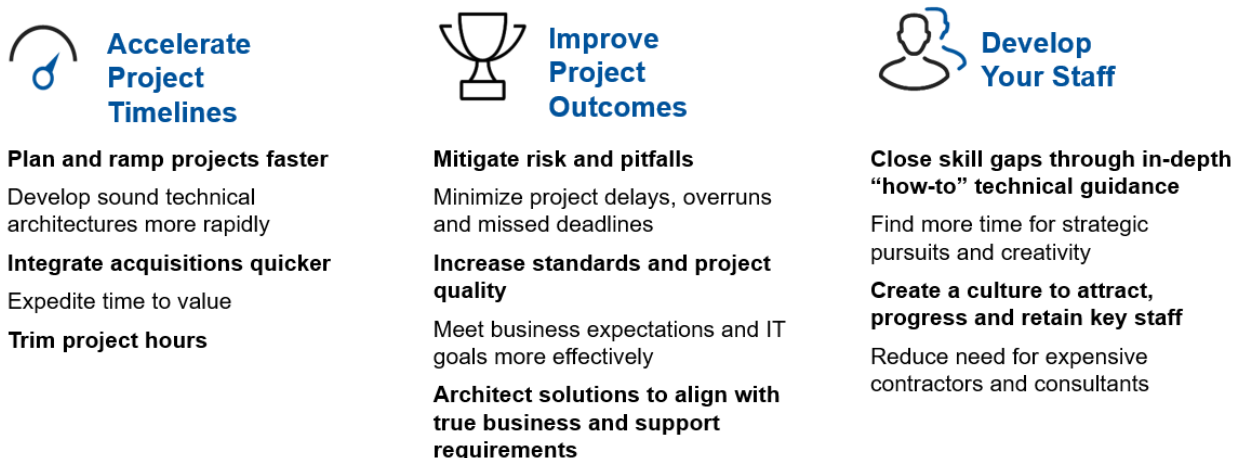 Accelerate
Project
Timelines
Plan and ramp projects faster
Develop sound technical
architectures more rapidly
Integrate acquisitions quicker
Expedite time to value
Trim project hours
Improve
Project
Outcomes
Mitigate risk and pitfalls
Minimize project delays, overruns
and missed deadlines
Increase standards and project
quality
Meet business expectations and IT
goals more effectively
Architect solutions to align with
true business and support
requirements
Develop
Your Staff
Close skill gaps through in-depth
“how-to” technical guidance
Find more time for strategic
pursuits and creativity
Create a culture to attract,
progress and retain key staff
Reduce need for expensive
contractors and consultants